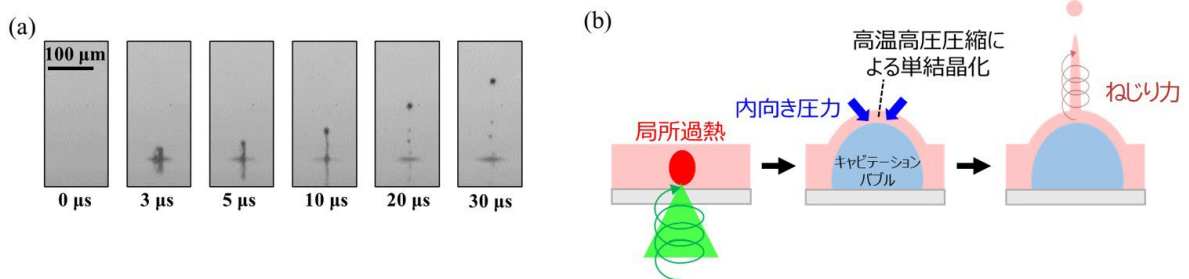 (a)
100 μm
0 μs
3 μs
5 μs
10 μs
20 μs
30 μs
(b)
局所過熱
内向き圧力
高温高圧圧縮に
よる単結晶化
キャビテーション
バブル
ねじり力